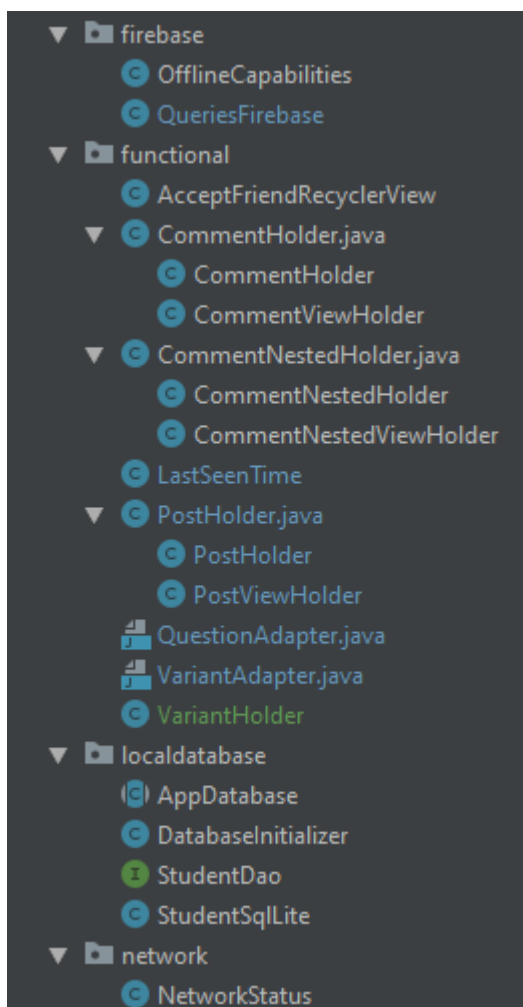 firebase
OfflineCapabilities
QueriesFirebase
functional
AcceptFriendRecyclerView
CommentHolder.java
CommentHolder
CommentViewHolder
CommentNestedHolder.java
CommentNestedHolder
CommentNestedViewHolder
LastSeenTime
PostHolder.java
PostHolder
PostViewHolder
QuestionAdapter.java
VariantAdapter.java
VariantHolder
localdatabase
AppDatabase
DatabaseInitializer
StudentDao
StudentSqlLite
network
NetworkStatus